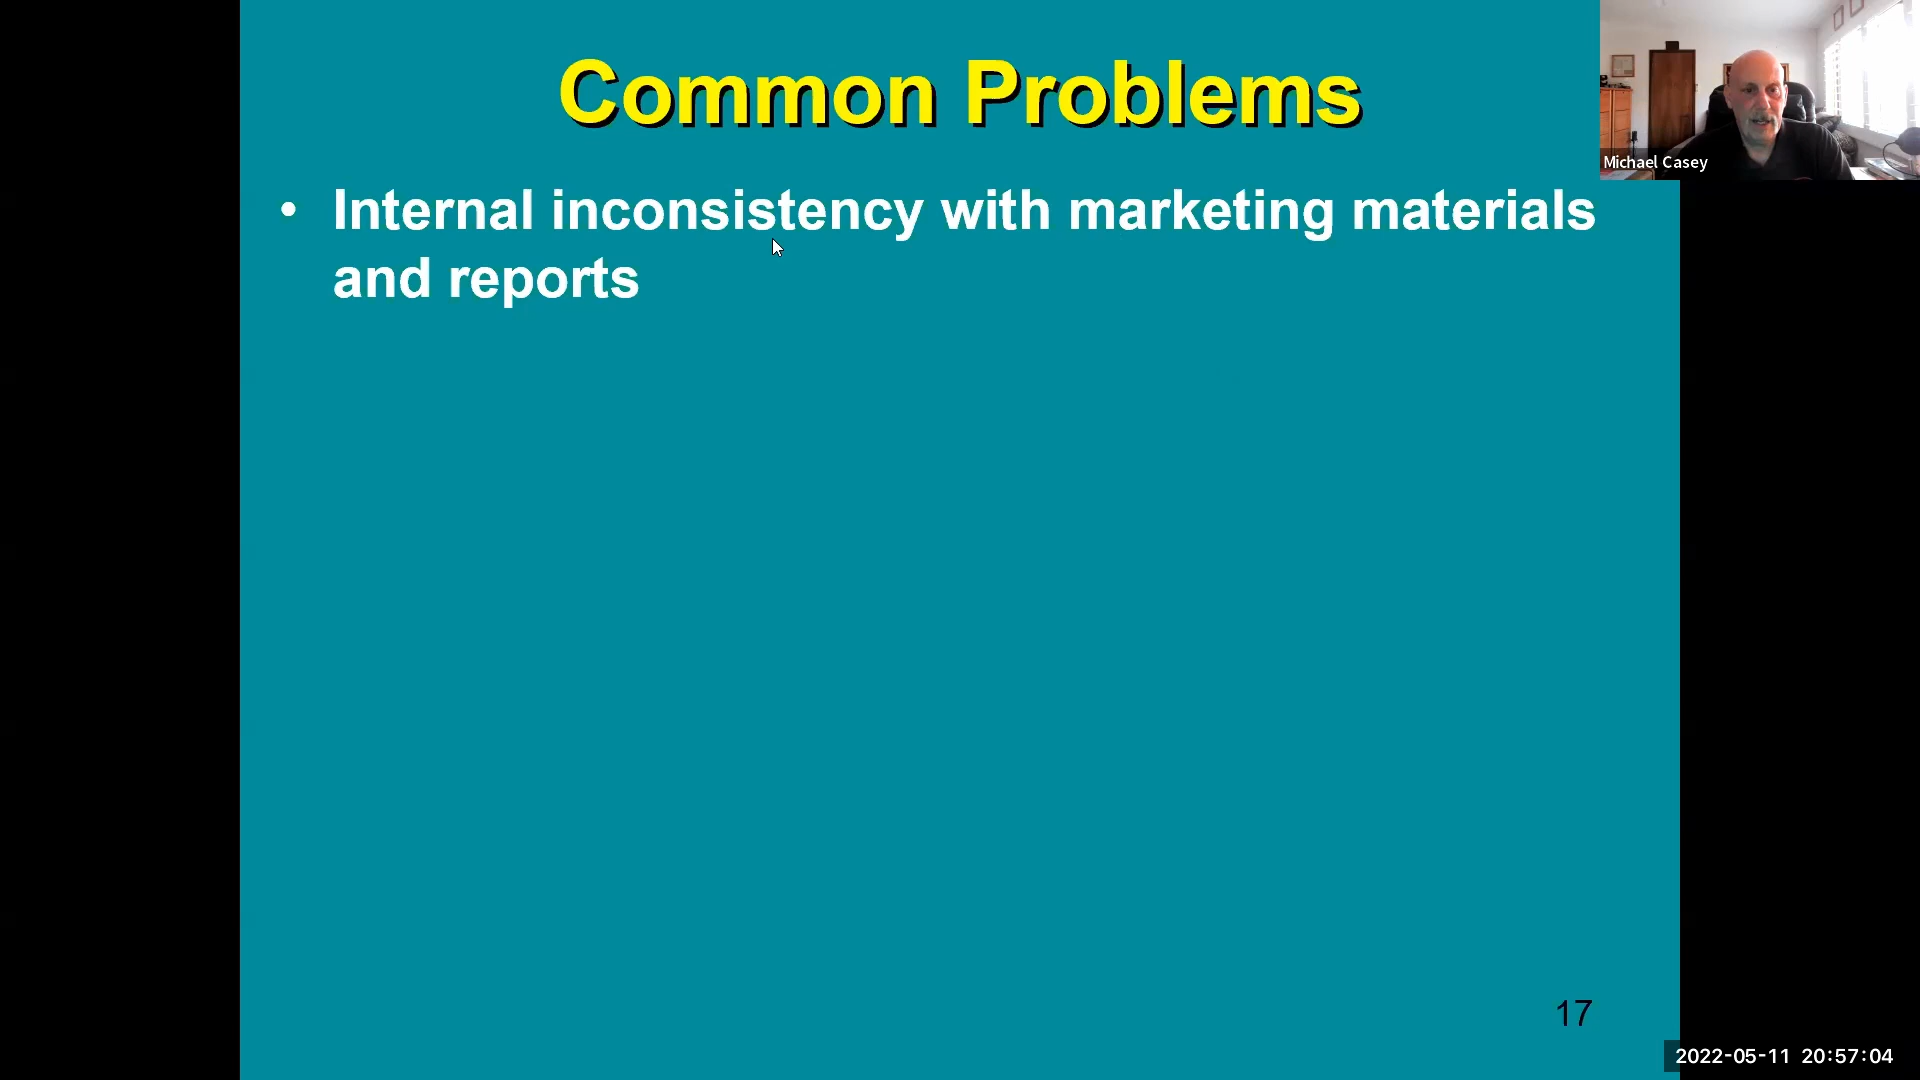 Common Problems
Michael Casey
• Internal inconsistency with marketing materials
and reports
17
2022-05-11 20:57:04